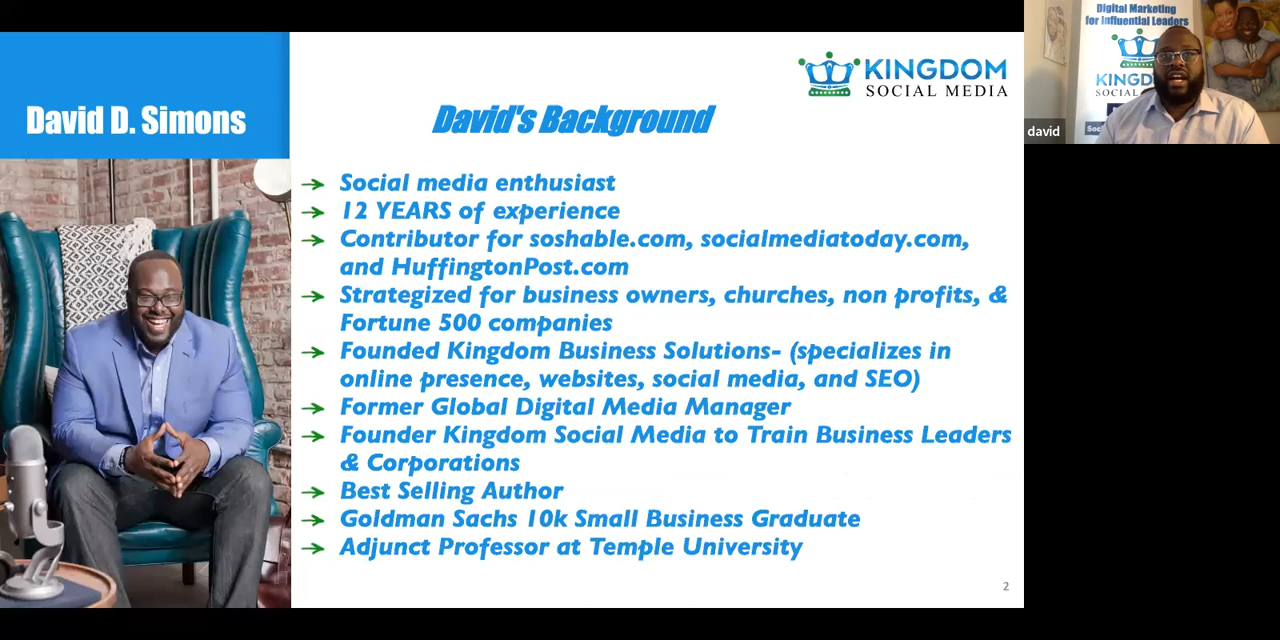 David D. Simons
KINGDOM
SOCIAL MEDIA
David's Background
Social media enthusiast
12 YEARS of experience
Contributor for soshable.com, socialmediatoday.com,
and HuffingtonPost.com
Strategized for business owners, churches, non profits, &
Fortune 500 companies
Founded Kingdom Business Solutions- (specializes in
online presence, websites, social media, and SEO)
Former Global Digital Media Manager
Founder Kingdom Social Media to Train Business Leaders
& Corporations
Best Selling Author
Goldman Sachs 10k Small Business Graduate
Adjunct Professor at Temple University
2
Digital Marketing
for Influential Leaders
david